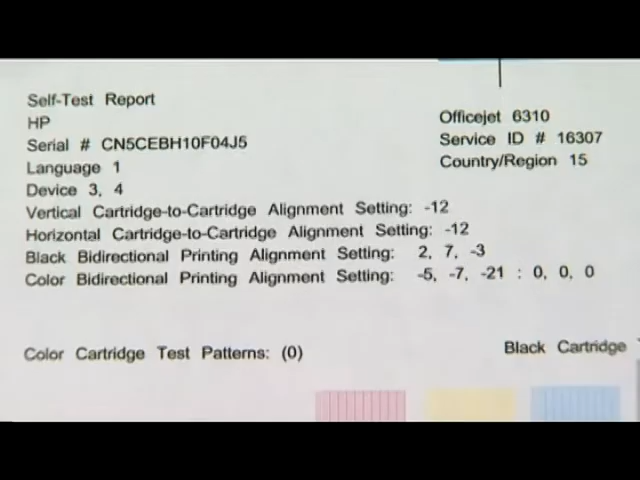 Self-Test Report
HP
Serial # CN5CEBH10F04J5
Language 1
Device 3, 4
Officejet 6310
Service ID # 16307
Country/Region 15
Vertical Cartridge-to-Cartridge Alignment Setting: -12
Horizontal Cartridge-to-Cartridge Alignment Setting: -12
Black Bidirectional Printing Alignment Setting: 2, 7, -3
Color Bidirectional Printing Alignment Setting: -5, -7, -21 : 0, 0, 0
Color Cartridge Test Patterns: (0)
Black Cartridge